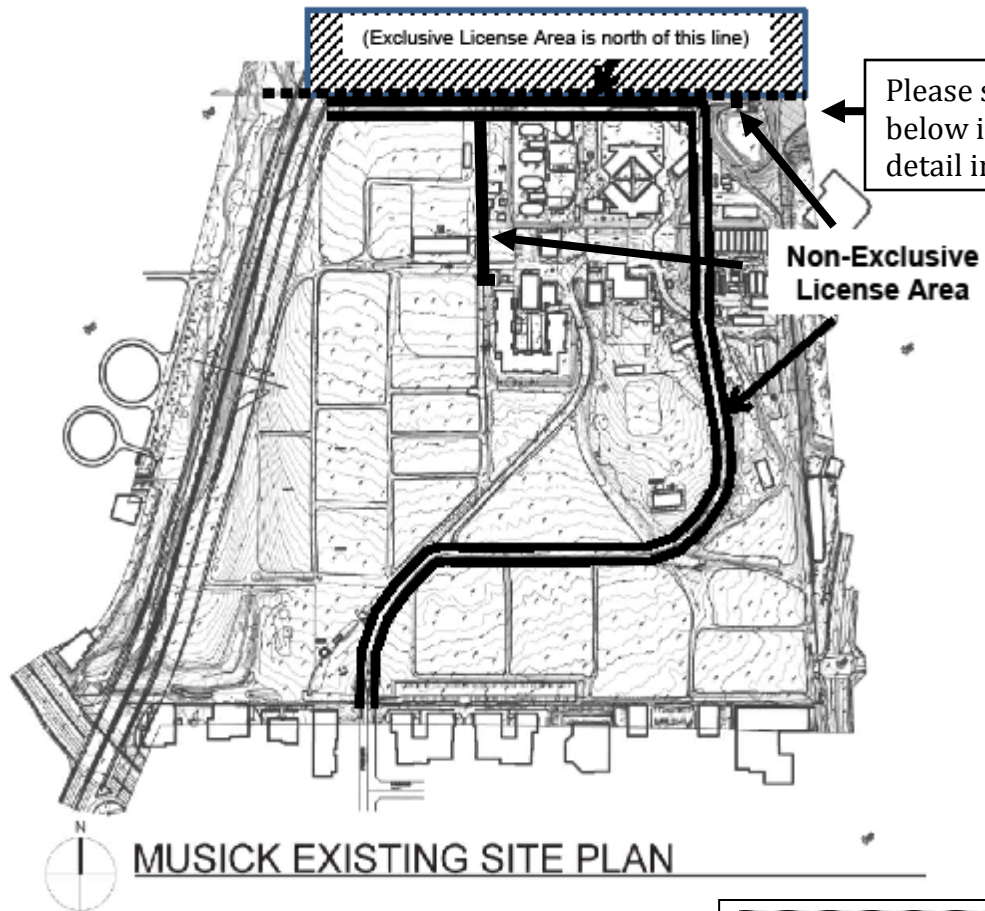 (Exclusive License Area is north of this line)
Please s
below i
detail in
Non-Exclusive
License Area
N
MUSICK EXISTING SITE PLAN